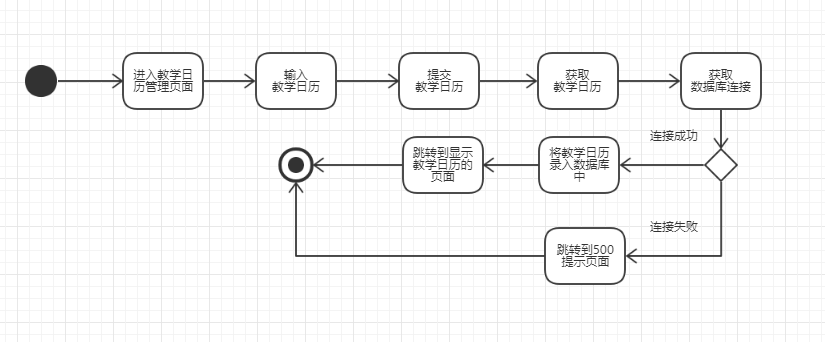 进入教学日
历管理页面
输入
教学日历
提交
教学日历
获取
教学日历
获取
数据库连接
连接成功
将教学日历
录入数据库
中
跳转到显示
教学日历的
页面
连接失败
跳转到500
提示页面